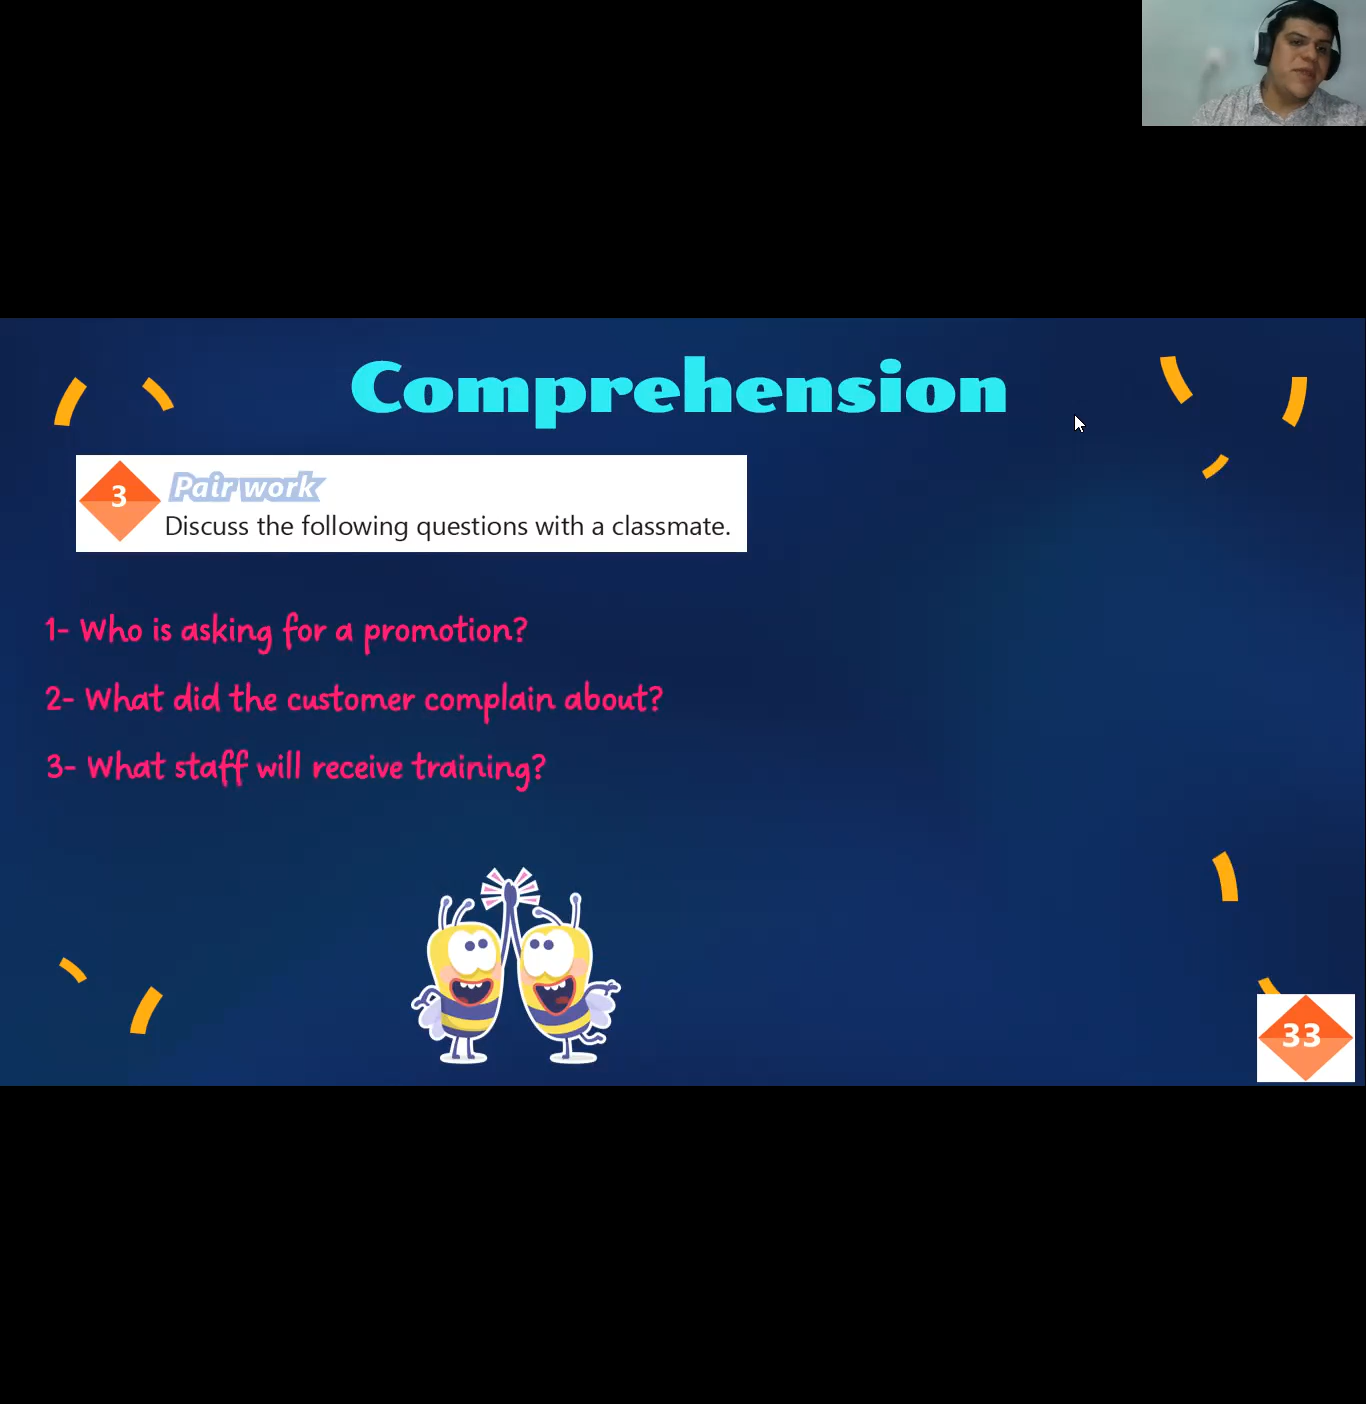 Comprehension
3
Pair work
Discuss the following questions with a classmate.
1- Who is asking for a promotion?
2- What did the customer complain about?
3- What staff will receive training?
33